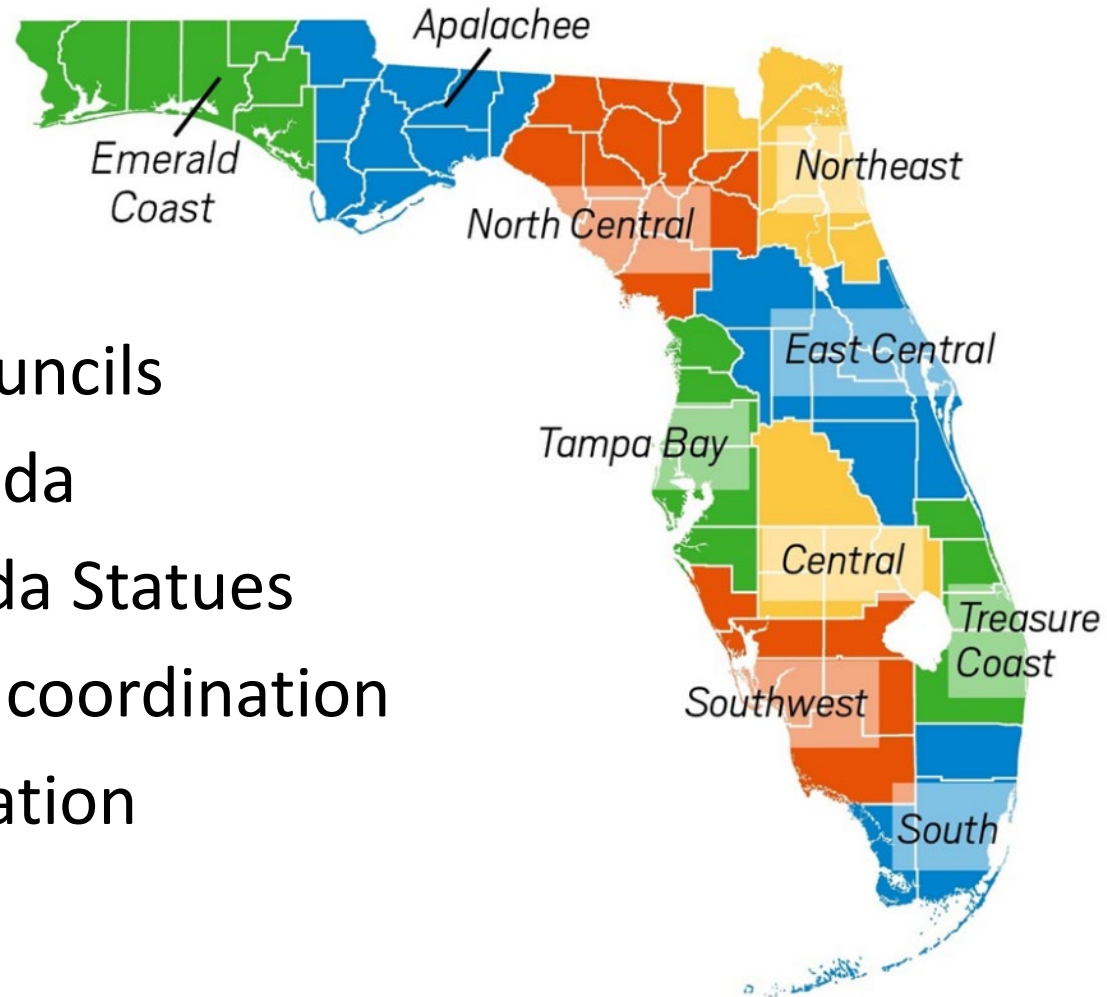 uncils
da
da Statues
coordination
ation
Apalachee
Emerald
Coast
Northeast
North Central
East Central
Tampa Bay
Central
Treasure
Coast
Southwest
South